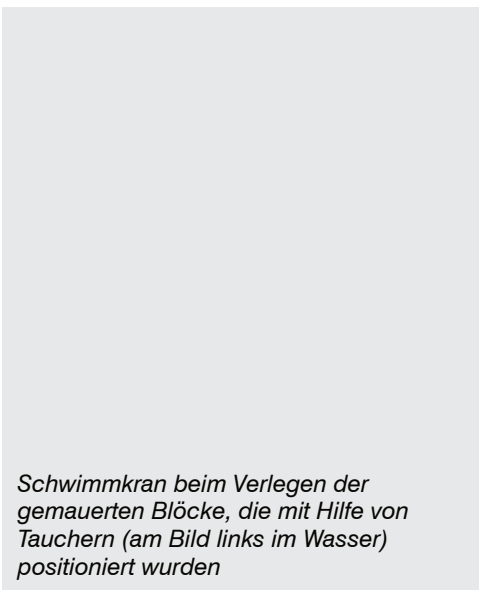 Schwimmkran beim Verlegen der
gemauerten Blöcke, die mit Hilfe von
Tauchern (am Bild links im Wasser)
positioniert wurden